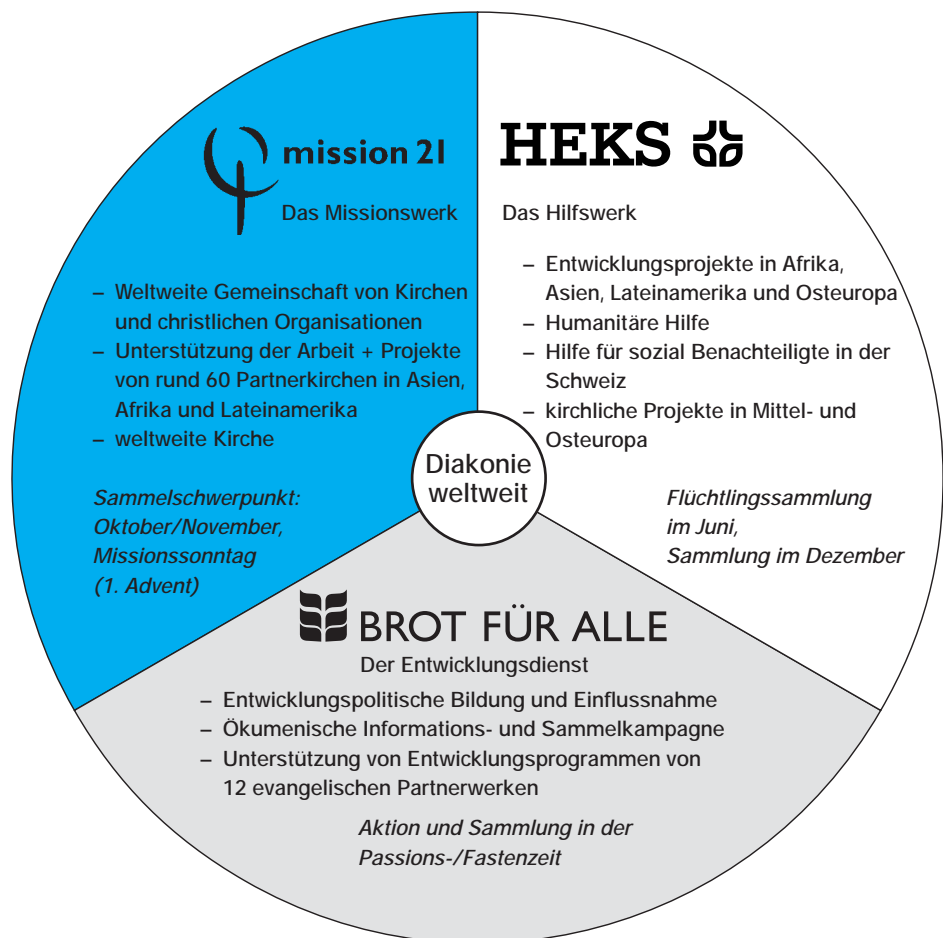 mission 21
Das Missionswerk
– Weltweite Gemeinschaft von Kirchen
und christlichen Organisationen
– Unterstützung der Arbeit + Projekte
von rund 60 Partnerkirchen in Asien,
Afrika und Lateinamerika
– weltweite Kirche
Sammelschwerpunkt:
Oktober/November,
Missionssonntag
(1. Advent)
HEKS
Das Hilfswerk
– Entwicklungsprojekte in Afrika,
Asien, Lateinamerika und Osteuropa
– Humanitäre Hilfe
– Hilfe für sozial Benachteiligte in der
Schweiz
– kirchliche Projekte in Mittel- und
Osteuropa
Flüchtlingssammlung
im Juni,
Sammlung im Dezember
Diakonie
weltweit
BROT FÜR ALLE
Der Entwicklungsdienst
– Entwicklungspolitische Bildung und Einflussnahme
– Ökumenische Informations- und Sammelkampagne
– Unterstützung von Entwicklungsprogrammen von
12 evangelischen Partnerwerken
Aktion und Sammlung in der
Passions-/Fastenzeit